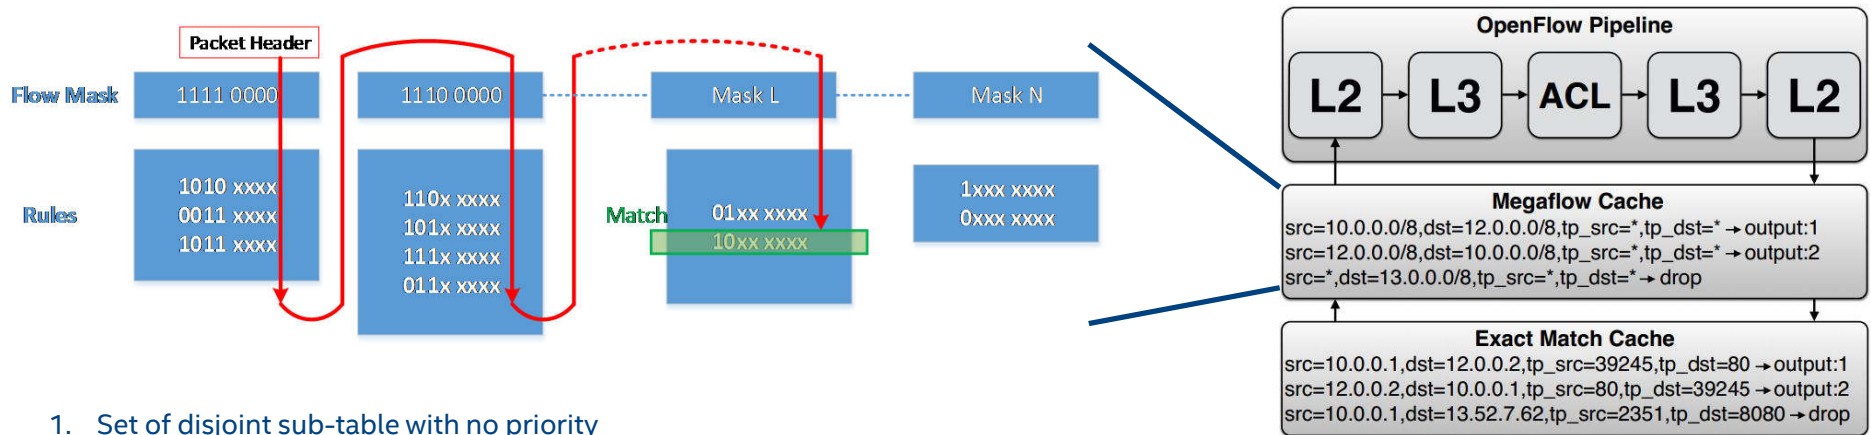 Packet Header
Flow Mask
1111 0000
1110 0000
Mask L
Mask N
Rules
1010 xxxx
0011 xxxx
1011 xxxx
110x xxxx
101x xxxx
111x xxxx
011x xxxx
Match
01xx xxxx
10xx xxxx
1xxx xxxx
0xxx xxxx
1. Set of disjoint sub-table with no priority
OpenFlow Pipeline
L2
L3
ACL
L3
L2
Megaflow Cache
src=10.0.0.0/8,dst=12.0.0.0/8,tp_src=*,tp_dst=* → output:1
src=12.0.0.0/8,dst=10.0.0.0/8,tp_src=*,tp_dst=* → output:2
src=*,dst=13.0.0.0/8,tp_src=*,tp_dst=* → drop
Exact Match Cache
src=10.0.0.1,dst=12.0.0.2,tp_src=39245,tp_dst=80 → output:1
src=12.0.0.2,dst=10.0.0.1,tp_src=80,tp_dst=39245 → output:2
src=10.0.0.1,dst=13.52.7.62,tp_src=2351,tp_dst=8080 → drop